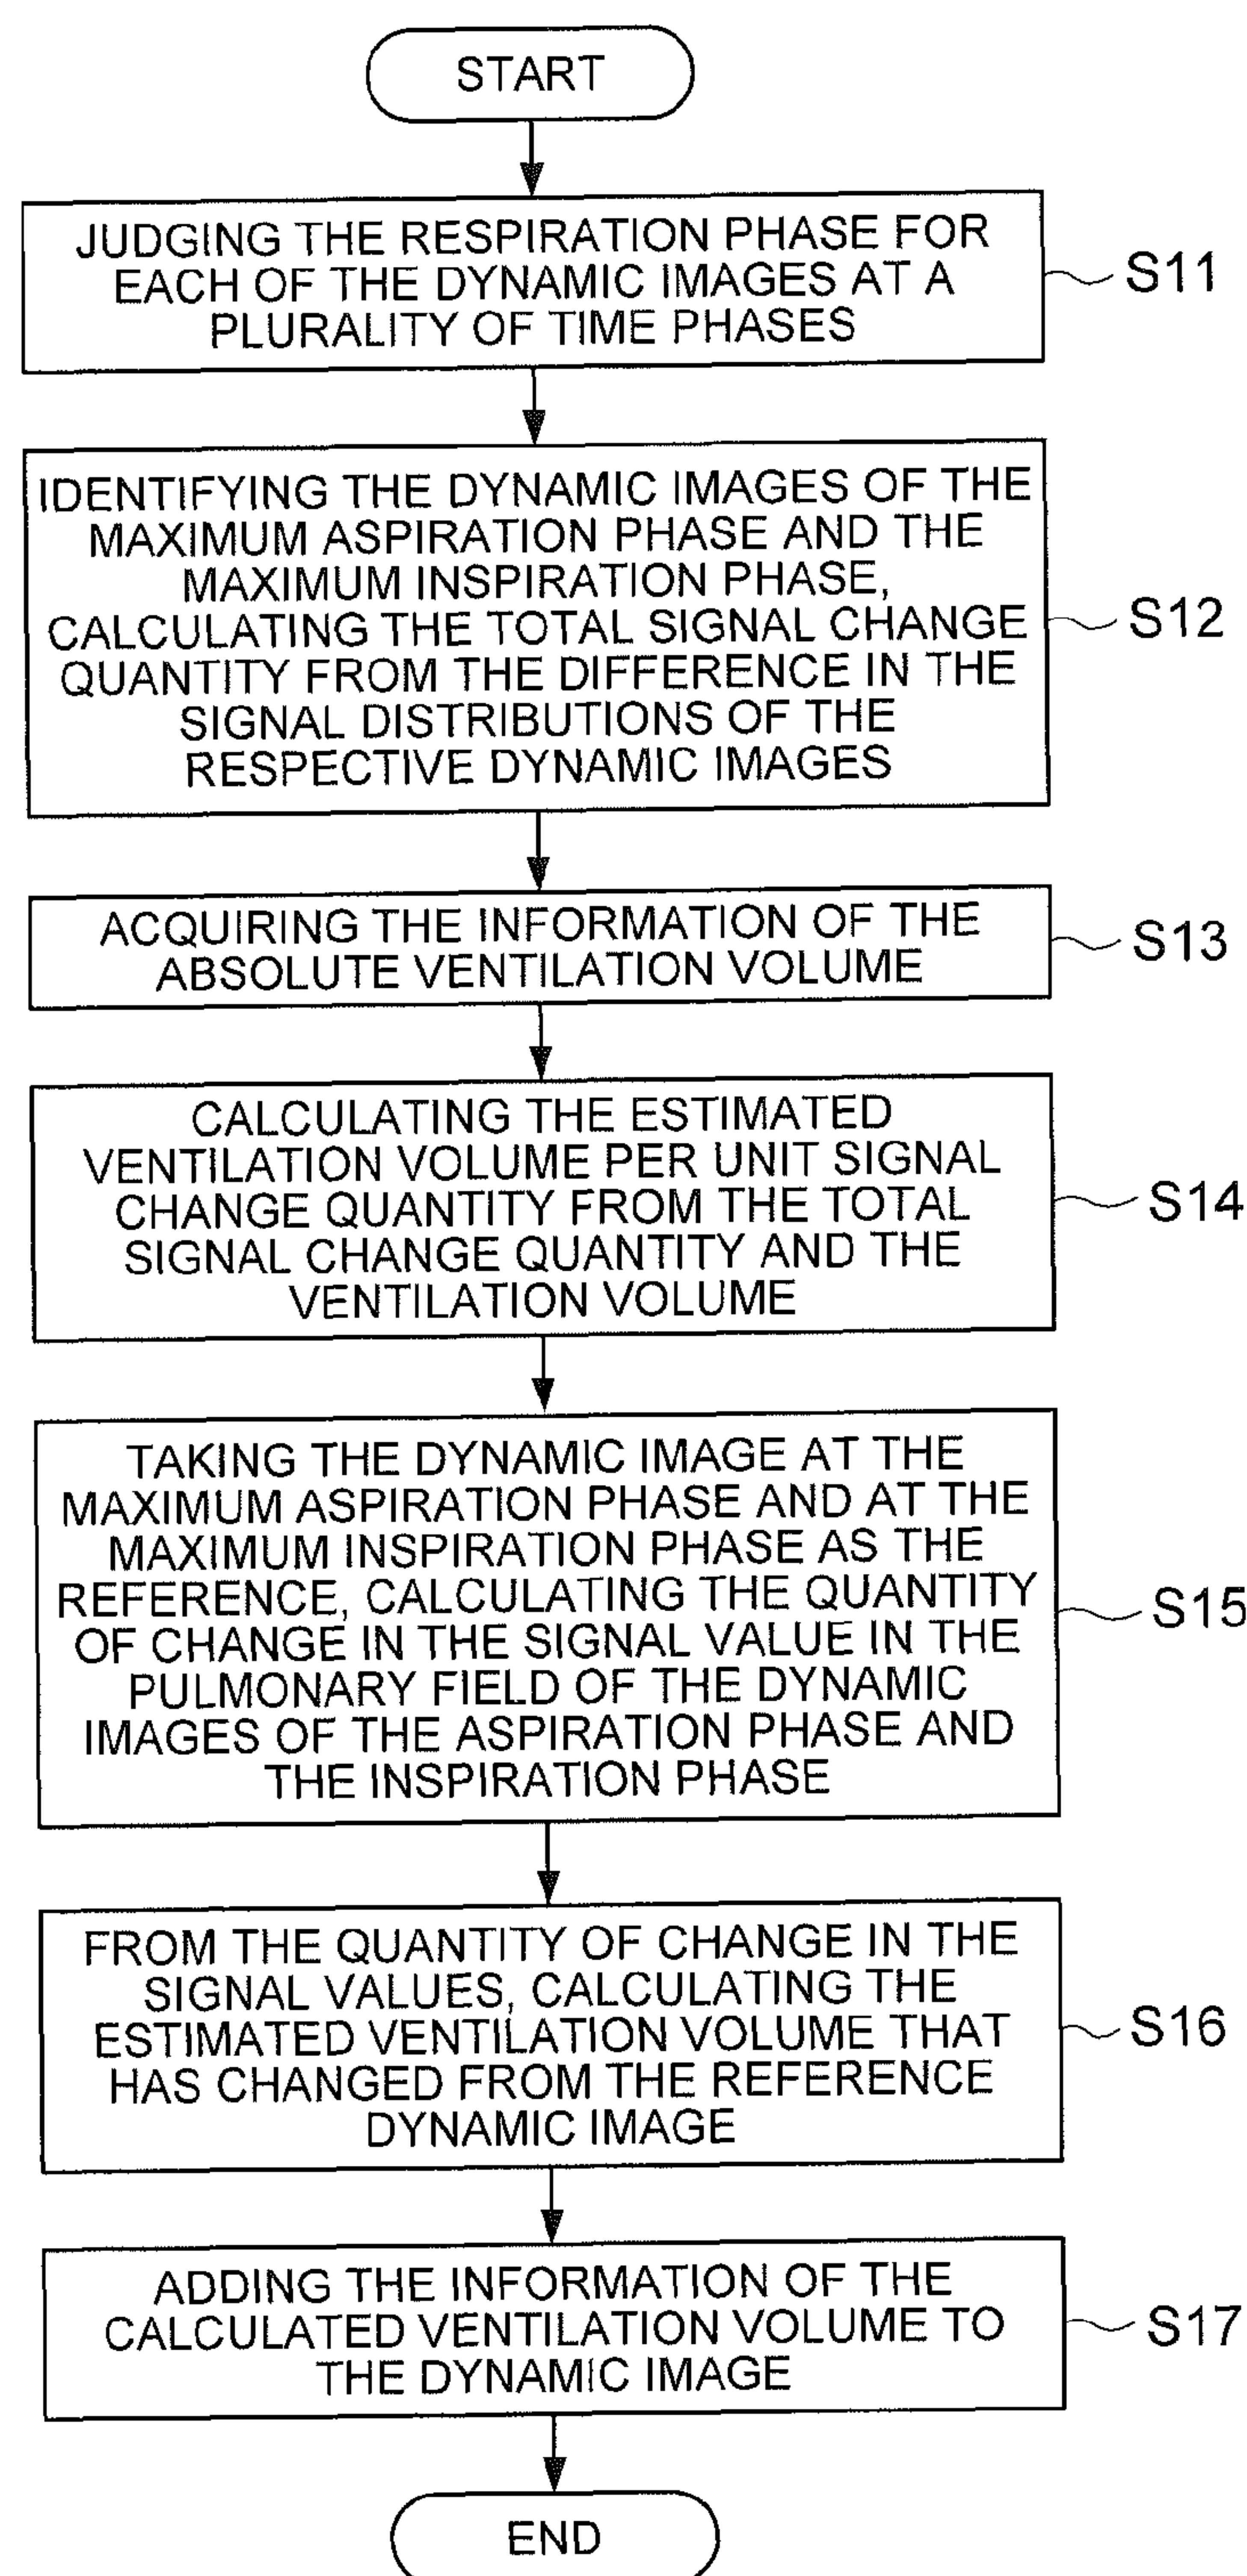 START
JUDGING THE RESPIRATION PHASE FOR
EACH OF THE DYNAMIC IMAGES AT A
PLURALITY OF TIME PHASES
S11
IDENTIFYING THE DYNAMIC IMAGES OF THE
MAXIMUM ASPIRATION PHASE AND THE
MAXIMUM INSPIRATION PHASE,
CALCULATING THE TOTAL SIGNAL CHANGE
QUANTITY FROM THE DIFFERENCE IN THE
SIGNAL DISTRIBUTIONS OF THE
RESPECTIVE DYNAMIC IMAGES
S12
ACQUIRING THE INFORMATION OF THE
ABSOLUTE VENTILATION VOLUME
S13
CALCULATING THE ESTIMATED
VENTILATION VOLUME PER UNIT SIGNAL
CHANGE QUANTITY FROM THE TOTAL
SIGNAL CHANGE QUANTITY AND THE
VENTILATION VOLUME
S14
TAKING THE DYNAMIC IMAGE AT THE
MAXIMUM ASPIRATION PHASE AND AT THE
MAXIMUM INSPIRATION PHASE AS THE
REFERENCE, CALCULATING THE QUANTITY
OF CHANGE IN THE SIGNAL VALUE IN THE
PULMONARY FIELD OF THE DYNAMIC
IMAGES OF THE ASPIRATION PHASE AND
THE INSPIRATION PHASE
S15
FROM THE QUANTITY OF CHANGE IN THE
SIGNAL VALUES, CALCULATING THE
ESTIMATED VENTILATION VOLUME THAT
HAS CHANGED FROM THE REFERENCE
DYNAMIC IMAGE
S16
ADDING THE INFORMATION OF THE
CALCULATED VENTILATION VOLUME TO
THE DYNAMIC IMAGE
S17
END